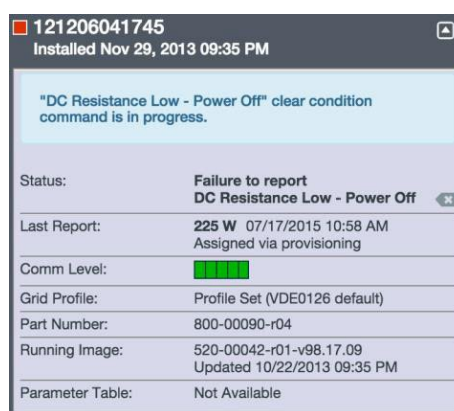 121206041745
Installed Nov 29, 2013 09:35 PM
"DC Resistance Low - Power Off" clear condition
command is in progress.
Status: Failure to report
DC Resistance Low - Power Off
Last Report: 225 W 07/17/2015 10:58 AM
Assigned via provisioning
Comm Level:
Grid Profile: Profile Set (VDE0126 default)
Part Number: 800-00090-r04
Running Image: 520-00042-r01-v98.17.09
Updated 10/22/2013 09:35 PM
Parameter Table: Not Available